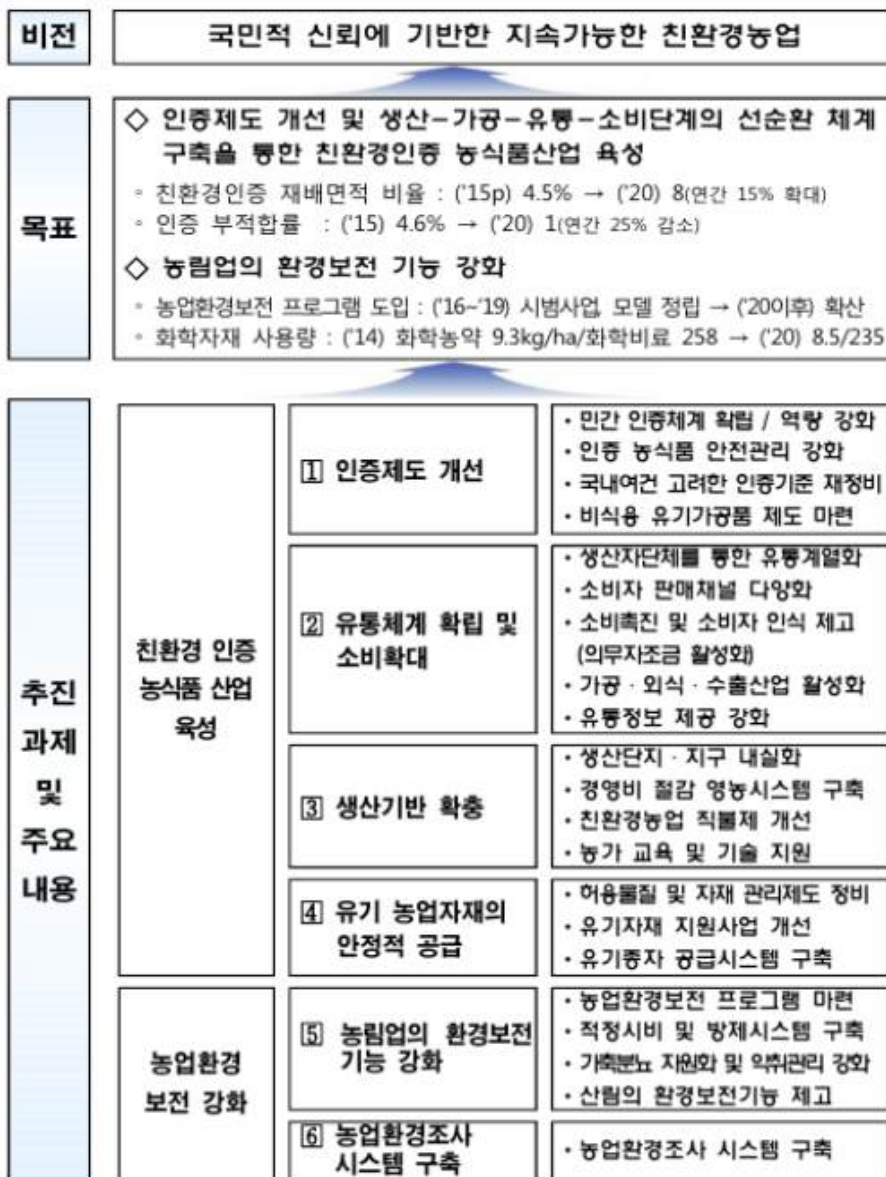 비전
국민적 신뢰에 기반한 지속가능한 친환경농업
목표
◇ 인증제도 개선 및 생산-가공-유통-소비단계의 선순환 체계
구축을 통한 친환경인증 농식품산업 육성
◦ 친환경인증 재배면적 비율 : ('15p) 4.5% → ('20) 8(연간 15% 확대)
◦ 인증 부적합률 : ('15) 4.6% → ('20) 1(연간 25% 감소)
◇ 농림업의 환경보전 기능 강화
◦ 농업환경보전 프로그램 도입 : ('16~'19) 시범사업, 모델 정립 → ('20이후) 확산
◦ 화학자재 사용량 : ('14) 화학농약 9.3kg/ha/화학비료 258 → ('20) 8.5/235
추진
과제
및
주요
내용
친환경 인증
농식품 산업
육성
1 인증제도 개선
· 민간 인증체계 확립 / 역량 강화
· 인증 농식품 안전관리 강화
· 국내여건 고려한 인증기준 재정비
· 비식용 유기가공품 제도 마련
2 유통체계 확립 및
소비확대
· 생산자단체를 통한 유통계열화
· 소비자 판매채널 다양화
· 소비촉진 및 소비자 인식 제고
(의무자조금 활성화)
· 가공 · 외식 · 수출산업 활성화
· 유통정보 제공 강화
3 생산기반 확충
· 생산단지 · 지구 내실화
· 경영비 절감 영농시스템 구축
· 친환경농업 직불제 개선
· 농가 교육 및 기술 지원
4 유기 농업자재의
안정적 공급
· 허용물질 및 자재 관리제도 정비
· 유기자재 지원사업 개선
· 유기종자 공급시스템 구축
농업환경
보전 강화
5 농림업의 환경보전
기능 강화
· 농업환경보전 프로그램 마련
· 적정시비 및 방제시스템 구축
· 가축분뇨 자원화 및 악취관리 강화
· 산림의 환경보전기능 제고
6 농업환경조사
시스템 구축
· 농업환경조사 시스템 구축